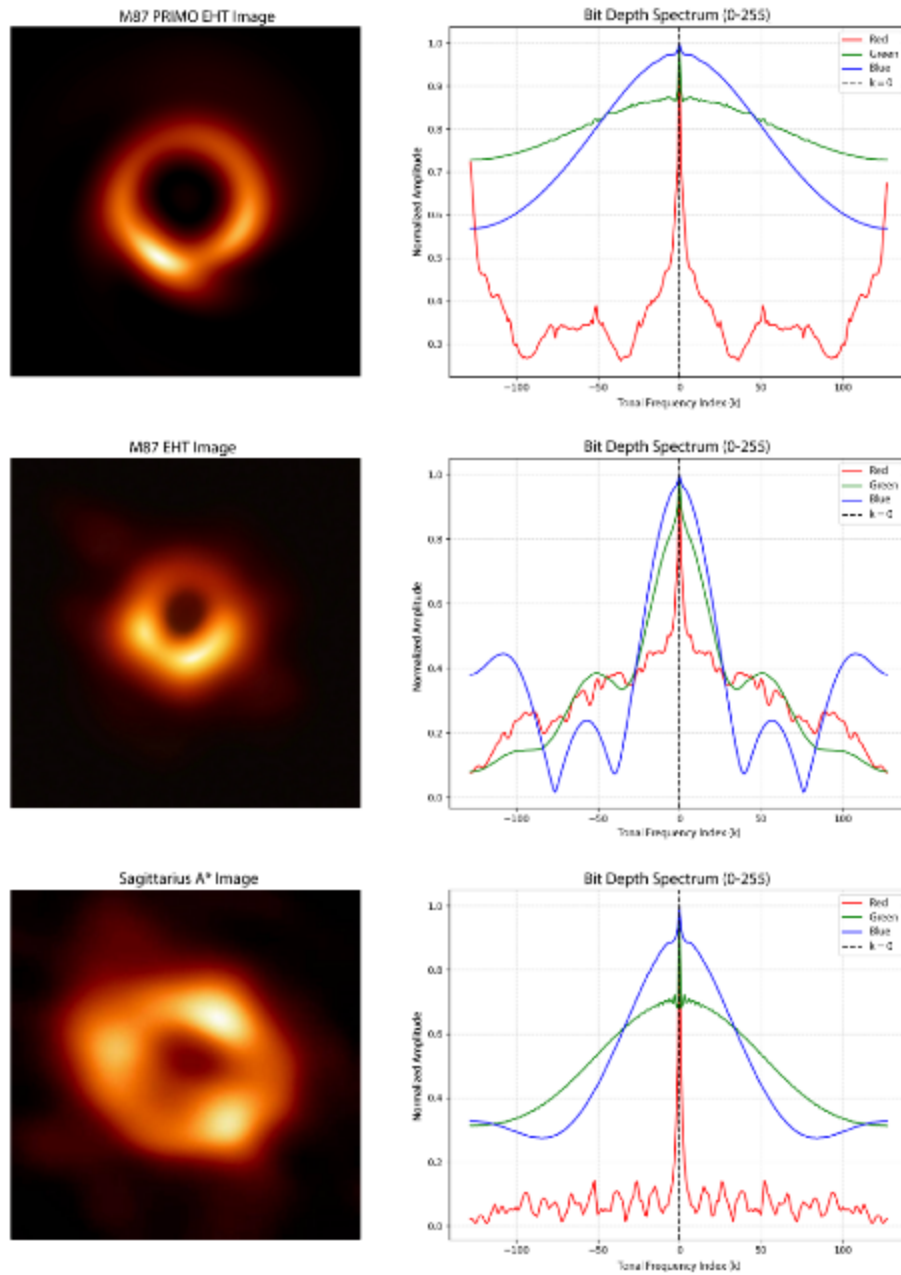 M87 PRIMO EHT Image
Bit Depth Spectrum (0-255)
1.0
0.9
0.8
0.7
0.6
0.5
0.4
0.3
Normalized Amplitude
Red
Green
Blue
k = 0
−100
−50
0
50
100
Tonal Frequency Index (k)
M87 EHT Image
Bit Depth Spectrum (0-255)
1.0
0.8
0.6
0.4
0.2
0.0
Normalized Amplitude
Red
Green
Blue
k = 0
−100
−50
0
50
100
Tonal Frequency Index (k)
Sagittarius A* Image
Bit Depth Spectrum (0-255)
1.0
0.8
0.6
0.4
0.2
0.0
Normalized Amplitude
Red
Green
Blue
k = 0
−100
−50
0
50
100
Tonal Frequency Index (k)